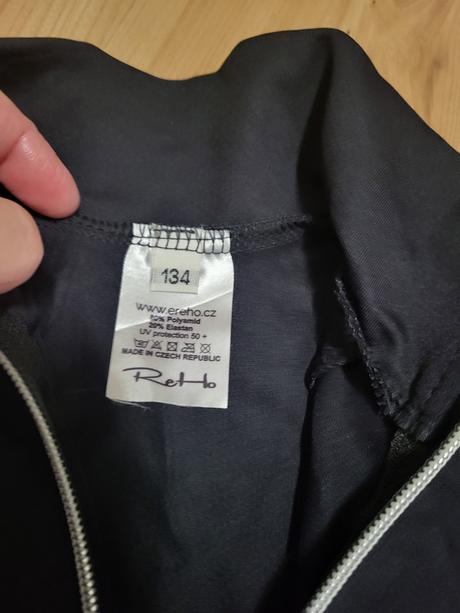 134
www.ereho.cz
80% Polyamid
20% Elastan
UV protection 50 +
MADE IN CZECH REPUBLIC
ReHo